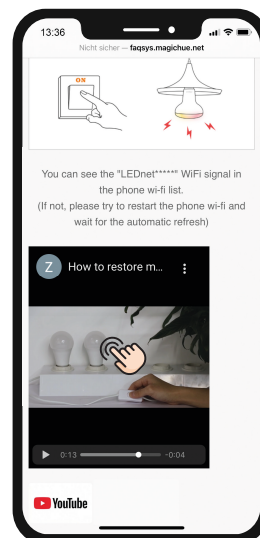 13:36
Nicht sicher — faqsys.magichue.net
ON
You can see the "LEDnet*****" WiFi signal in
the phone wi-fi list.
(If not, please try to restart the phone wi-fi and
wait for the automatic refresh)
Z How to restore m...
0:13 -0:04
YouTube